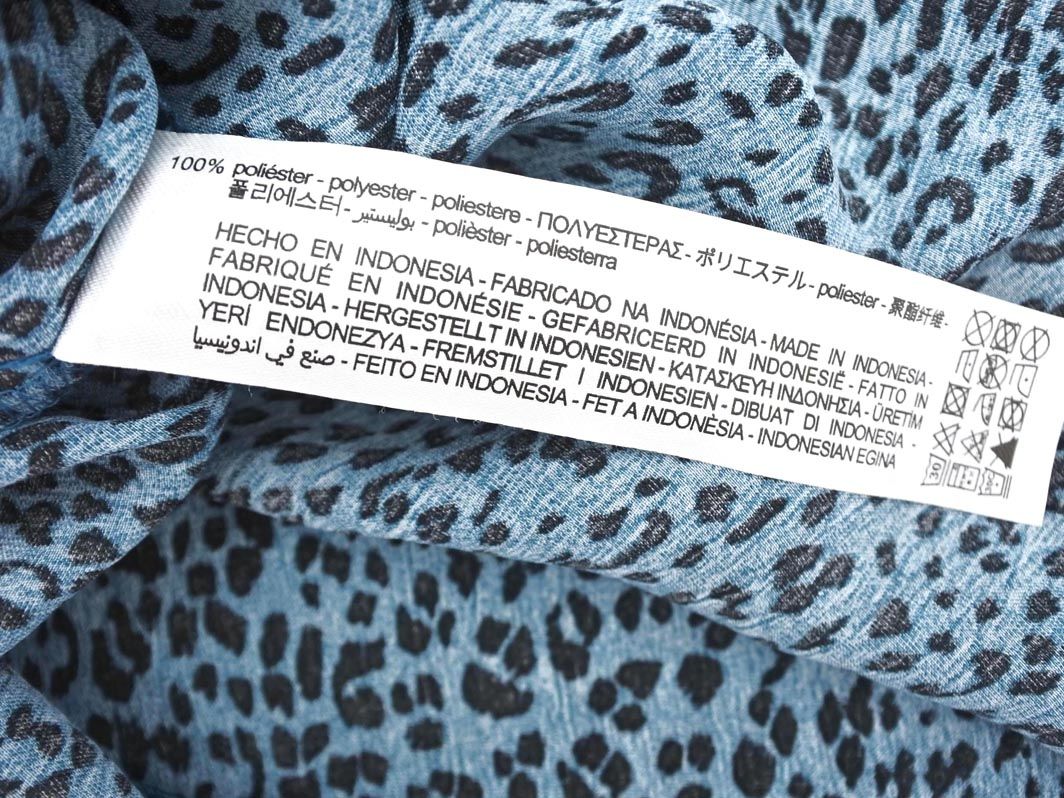 100% poliéster - polyester - poliestere - ΠΟΛΥΕΣΤΕΡΑΣ - ポリエステル - poliester - 聚酯纤维 -
폴리에스터 - بوليستير - polièster - poliesterra
HECHO EN INDONESIA - FABRICADO NA INDONÉSIA - MADE IN INDONESIA -
FABRIQUÉ EN INDONÉSIE - GEFABRICEERD IN INDONESIË - FATTO IN
INDONESIA - HERGESTELLT IN INDONESIEN - ΚΑΤΑΣΚΕΥΗ ΙΝΔΟΝΗΣΙΑ - ÜRETİM
YERİ ENDONEZYA - FREMSTILLET I INDONESIEN - DIBUAT DI INDONESIA -
صنع في اندونيسيا - FEITO EN INDONESIA - FET A INDONÈSIA - INDONESIAN EGINA